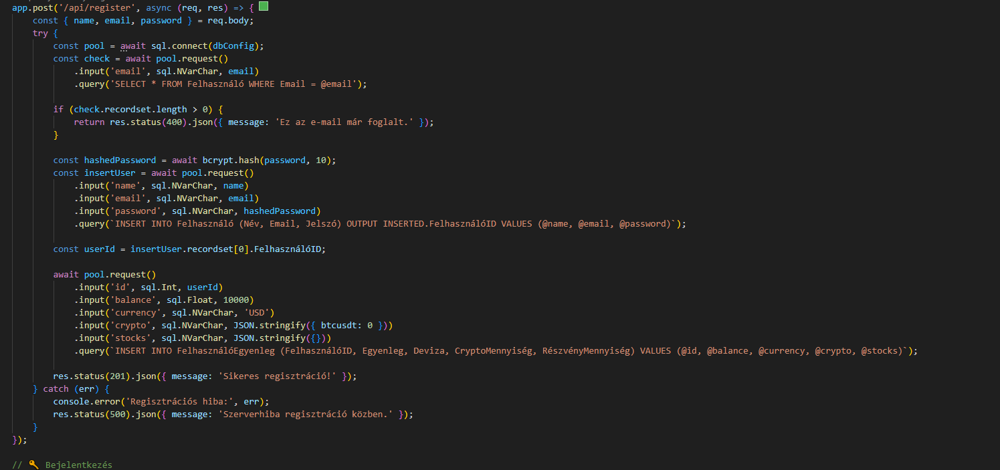 app.post('/api/register', async (req, res) => {
const { name, email, password } = req.body;
try {
const pool = await sql.connect(dbConfig);
const check = await pool.request()
.input('email', sql.NVarChar, email)
.query('SELECT * FROM Felhasználó WHERE Email = @email');
if (check.recordset.length > 0) {
return res.status(400).json({ message: 'Ez az e-mail már foglalt.' });
}
const hashedPassword = await bcrypt.hash(password, 10);
const insertUser = await pool.request()
.input('name', sql.NVarChar, name)
.input('email', sql.NVarChar, email)
.input('password', sql.NVarChar, hashedPassword)
.query(`INSERT INTO Felhasználó (Név, Email, Jelszó) OUTPUT INSERTED.FelhasználóID VALUES (@name, @email, @password)`);
const userId = insertUser.recordset[0].FelhasználóID;
await pool.request()
.input('id', sql.Int, userId)
.input('balance', sql.Float, 10000)
.input('currency', sql.NVarChar, 'USD')
.input('crypto', sql.NVarChar, JSON.stringify({ btcusdt: 0 }))
.input('stocks', sql.NVarChar, JSON.stringify({}))
.query(`INSERT INTO FelhasználóEgyenleg (FelhasználóID, Egyenleg, Deviza, CryptoMennyiség, RészvényMennyiség) VALUES (@id, @balance, @currency, @crypto, @stocks)`);
res.status(201).json({ message: 'Sikeres regisztráció!' });
} catch (err) {
console.error('Regisztrációs hiba:', err);
res.status(500).json({ message: 'Szerverhiba regisztráció közben.' });
}
});
// 🔑 Bejelentkezés